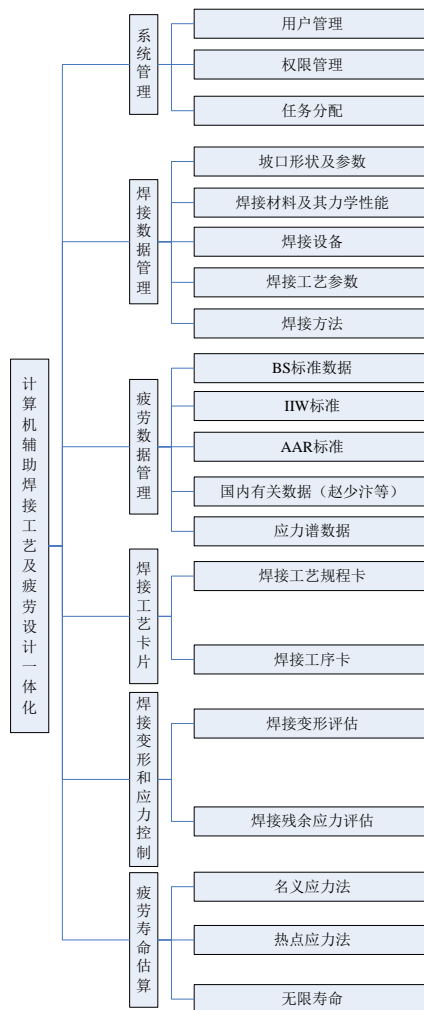 计算机辅助焊接工艺及疲劳设计一体化
系统管理
用户管理
权限管理
任务分配
焊接数据管理
坡口形状及参数
焊接材料及其力学性能
焊接设备
焊接工艺参数
焊接方法
疲劳数据管理
BS标准数据
IIW标准
AAR标准
国内有关数据（赵少汴等）
应力谱数据
焊接工艺卡片
焊接工艺规程卡
焊接工序卡
焊接变形和应力控制
焊接变形评估
焊接残余应力评估
疲劳寿命估算
名义应力法
热点应力法
无限寿命